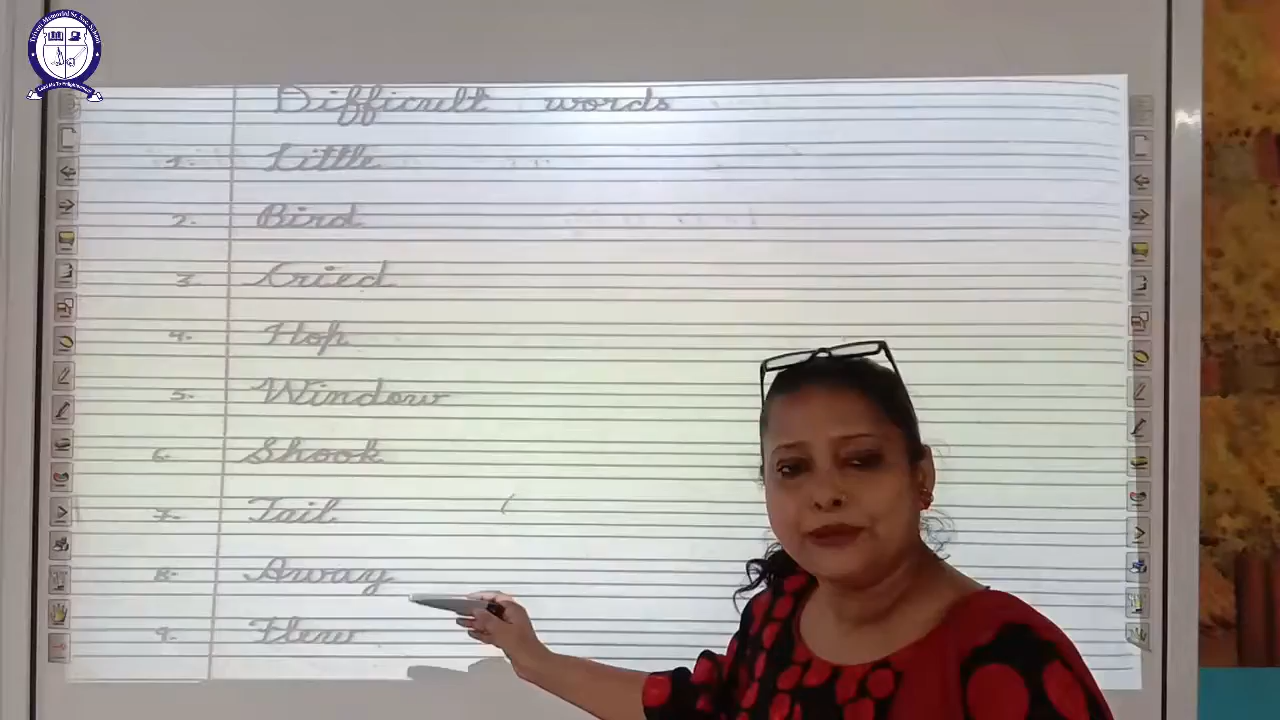 Difficult words
1. Little
2. Bird
3. Cried
4. Hop
5. Window
6. Shook
7. Tail
8. Away
9. Flew